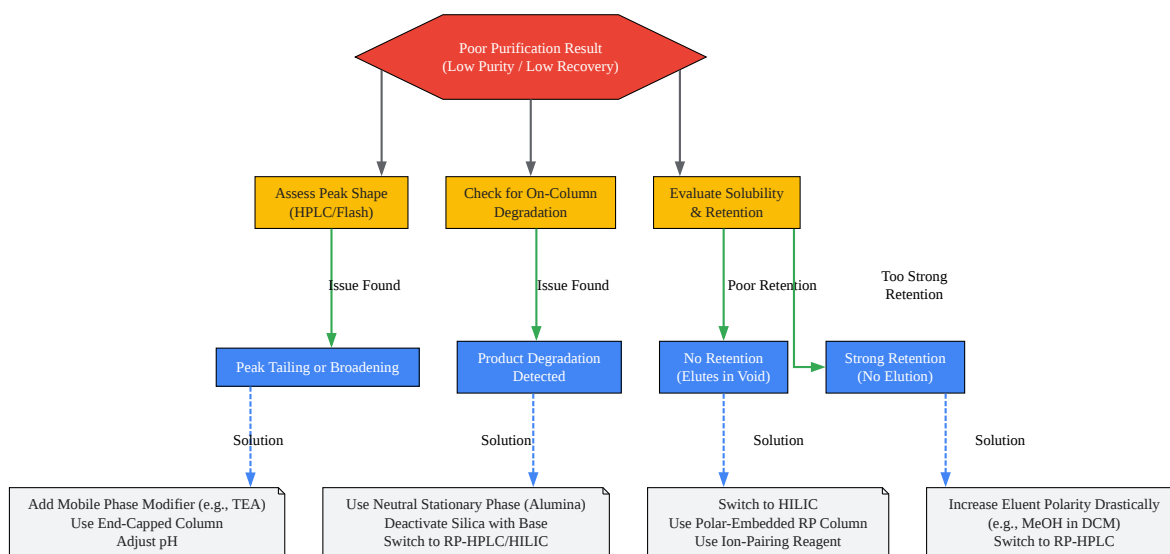 Poor Purification Result
(Low Purity / Low Recovery)
Assess Peak Shape
(HPLC/Flash)
Check for On-Column
Degradation
Evaluate Solubility
& Retention
Issue Found
Issue Found
Poor Retention
Too Strong
Retention
Peak Tailing or Broadening
Product Degradation
Detected
No Retention
(Elutes in Void)
Strong Retention
(No Elution)
Solution
Solution
Solution
Solution
Add Mobile Phase Modifier (e.g., TEA)
Use End-Capped Column
Adjust pH
Use Neutral Stationary Phase (Alumina)
Deactivate Silica with Base
Switch to RP-HPLC/HILIC
Switch to HILIC
Use Polar-Embedded RP Column
Use Ion-Pairing Reagent
Increase Eluent Polarity Drastically
(e.g., MeOH in DCM)
Switch to RP-HPLC